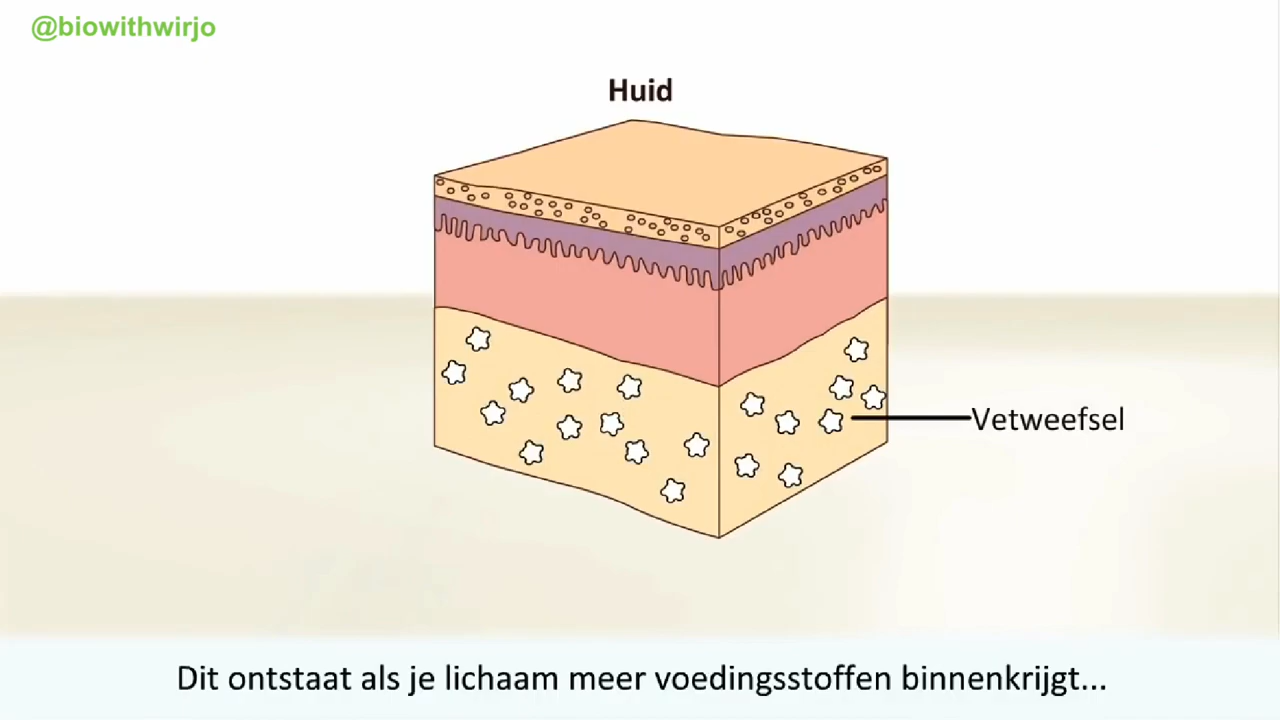 @biowithwirjo
Huid
Vetweefsel
Dit ontstaat als je lichaam meer voedingsstoffen binnenkrijgt...